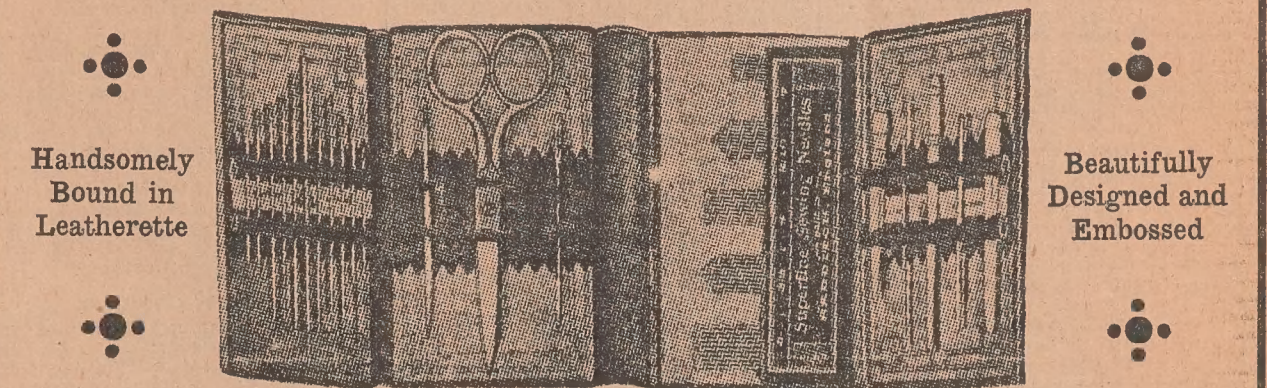 Handsomely
Bound in
Leatherette
Superfine Sewing Needles
Beautifully
Designed and
Embossed